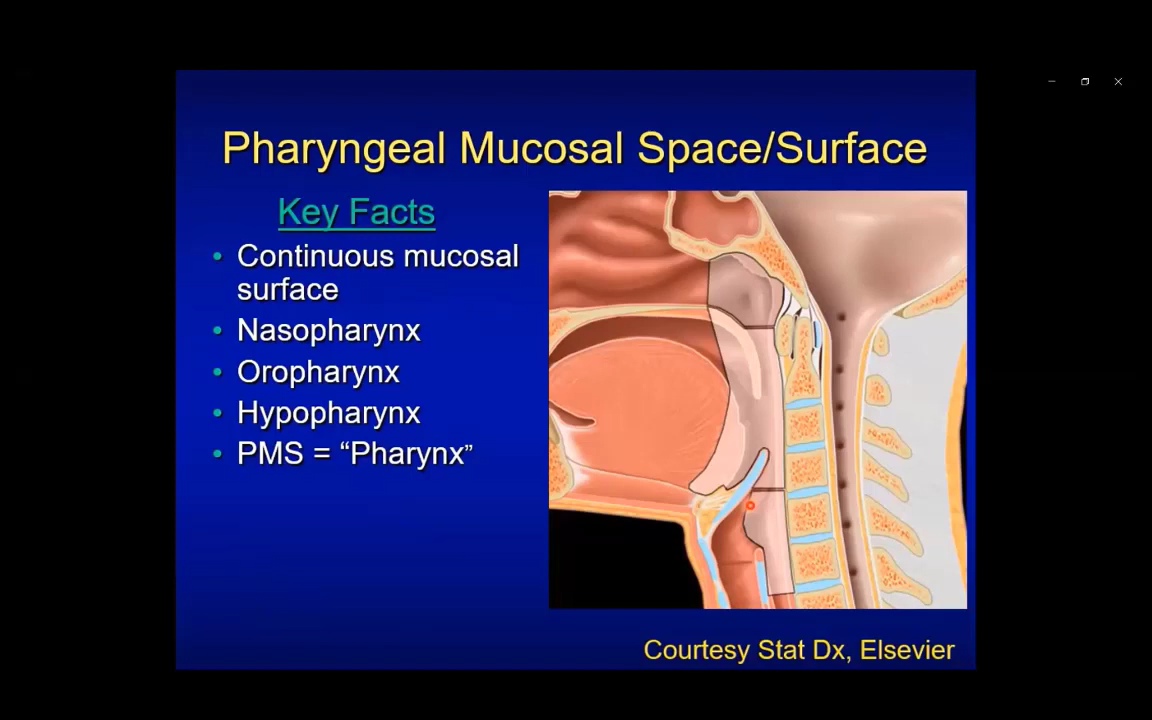 Pharyngeal Mucosal Space/Surface
Key Facts
• Continuous mucosal
surface
• Nasopharynx
• Oropharynx
• Hypopharynx
• PMS = “Pharynx”
Courtesy Stat Dx, Elsevier